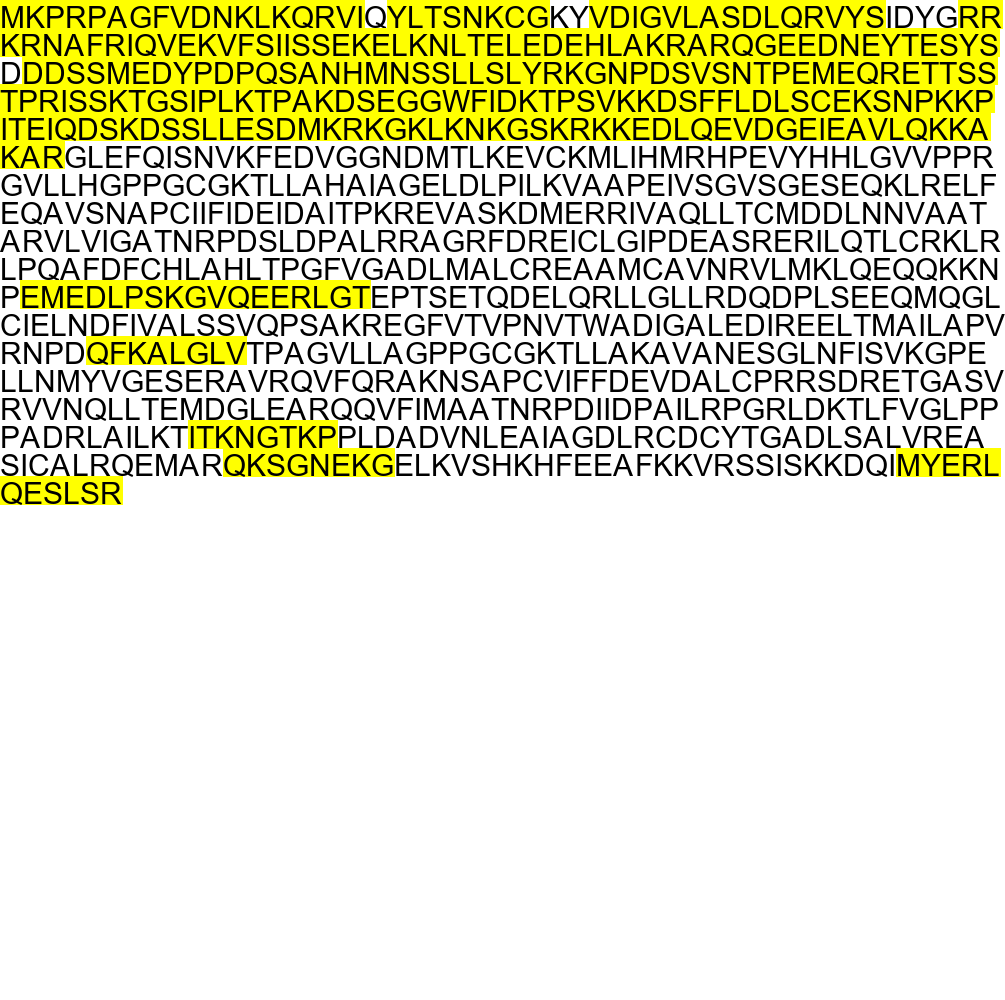 MKPRPAGFVDNKLKQRVIQYLTSNKCGKYVDIGVLASDLQRVYSIDYGRR
KRNAFRIQVEKVFSIISSEKELKNLTELEDEHLAKRARQGEEDNEYTESYS
DDDSSMEDYPDPQSANHMNSSLLSLYRKGNPDSVSNTPEMEQRETTSS
TPRISSKTGSIPLKTPAKDSEGGWFIDKTPSVKKDSFFLDLSCEKSNPKKP
ITEIQDSKDSSLLESDMKRKGKLKNKGSKRKKEDLQEVDGEIEAVLQKKA
KARGLEFQISNVKFEDVGGNDMTLKEVCKMLIHMRHPEVYHHLGVVPPR
GVLLHGPPGCGKTLLAHAIAGELDLPILKVAAPEIVSGVSGESEQKLRELF
EQAVSNAPCIIFIDEIDAITPKREVASKDMERRIVAQLLTCMDDLNNVAAT
ARVLVIGATNRPDSLDPALRRAGRFDREICLGIPDEASRERILQTLCRKLR
LPQAFDFCHLAHLTPGFVGADLMALCREAAMCAVNRVLMKLQEQQKKN
PEMEDLPSKGVQEERLGTEPTSETQDELQRLLGLLRDQDPLSEEQMQGL
CIELNDFIVALSSVQPSAKREGFVTVPNVTWADIGALEDIREELTMAILAPV
RNPDQFKALGLVTPAGVLLAGPPGCGKTLLAKAVANESGLNFISVKGPE
LLNMYVGESERAVRQVFQRAKNSAPCVIFFDEVDALCPRRSDRETGASV
RVVNQLLTEMDGLEARQQVFIMAATNRPDIIDPAILRPGRLDKTLFVGLPP
PADRLAILKTITKNGTKPPLDADVNLEAIAGDLRCDCYTGADLSALVREA
SICALRQEMARQKSGNEKGELKVSHKHFEEAFKKVRSSISKKDQIMYERL
QESLSR